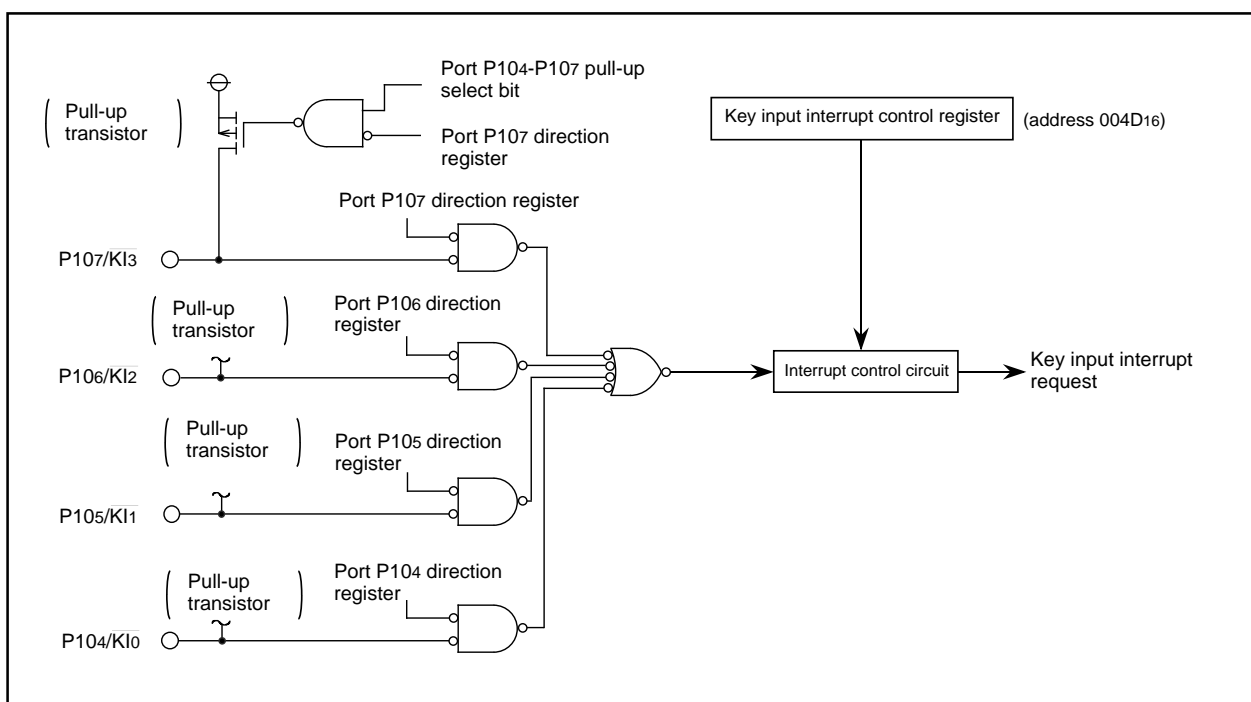 Port P104-P107 pull-up
select bit
Pull-up
transistor
Port P107 direction
register
Key input interrupt control register
(address 004D16)
Port P107 direction register
P107/KI3
Pull-up
transistor
Port P106 direction
register
P106/KI2
Interrupt control circuit
Key input interrupt
request
Pull-up
transistor
Port P105 direction
register
P105/KI1
Pull-up
transistor
Port P104 direction
register
P104/KI0